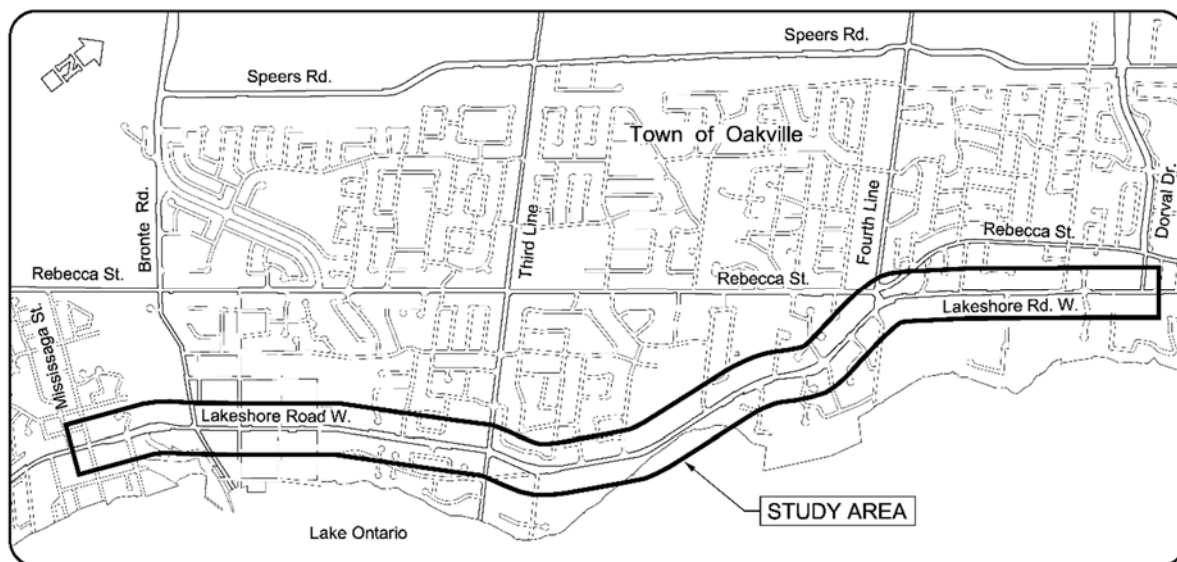 Speers Rd.
Speers Rd.
N
Town of Oakville
Bronte Rd.
Third Line
Fourth Line
Dorval Dr.
Rebecca St.
Rebecca St.
Rebecca St.
Mississaga St.
Lakeshore Rd. W.
Lakeshore Road W.
STUDY AREA
Lake Ontario